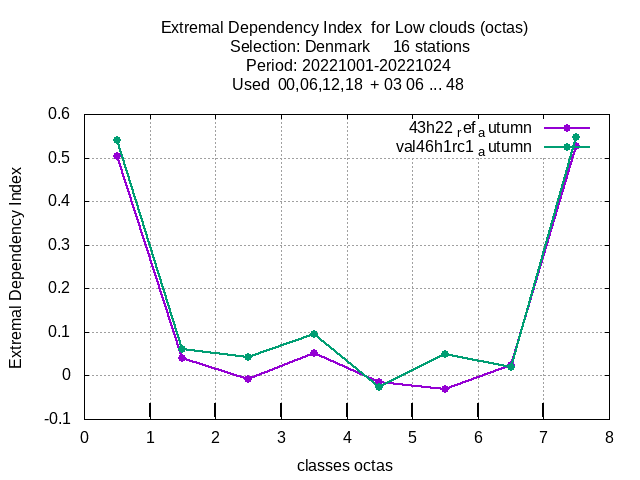 Extremal Dependency Index  for Low clouds (octas)
Selection: Denmark     16 stations
Period: 20221001-20221024
Used  00,06,12,18  + 03 06 ... 48
43h22 ref autumn
val46h1rc1 autumn
Extremal Dependency Index
0.6
0.5
0.4
0.3
0.2
0.1
0
-0.1
0 1 2 3 4 5 6 7 8
classes octas